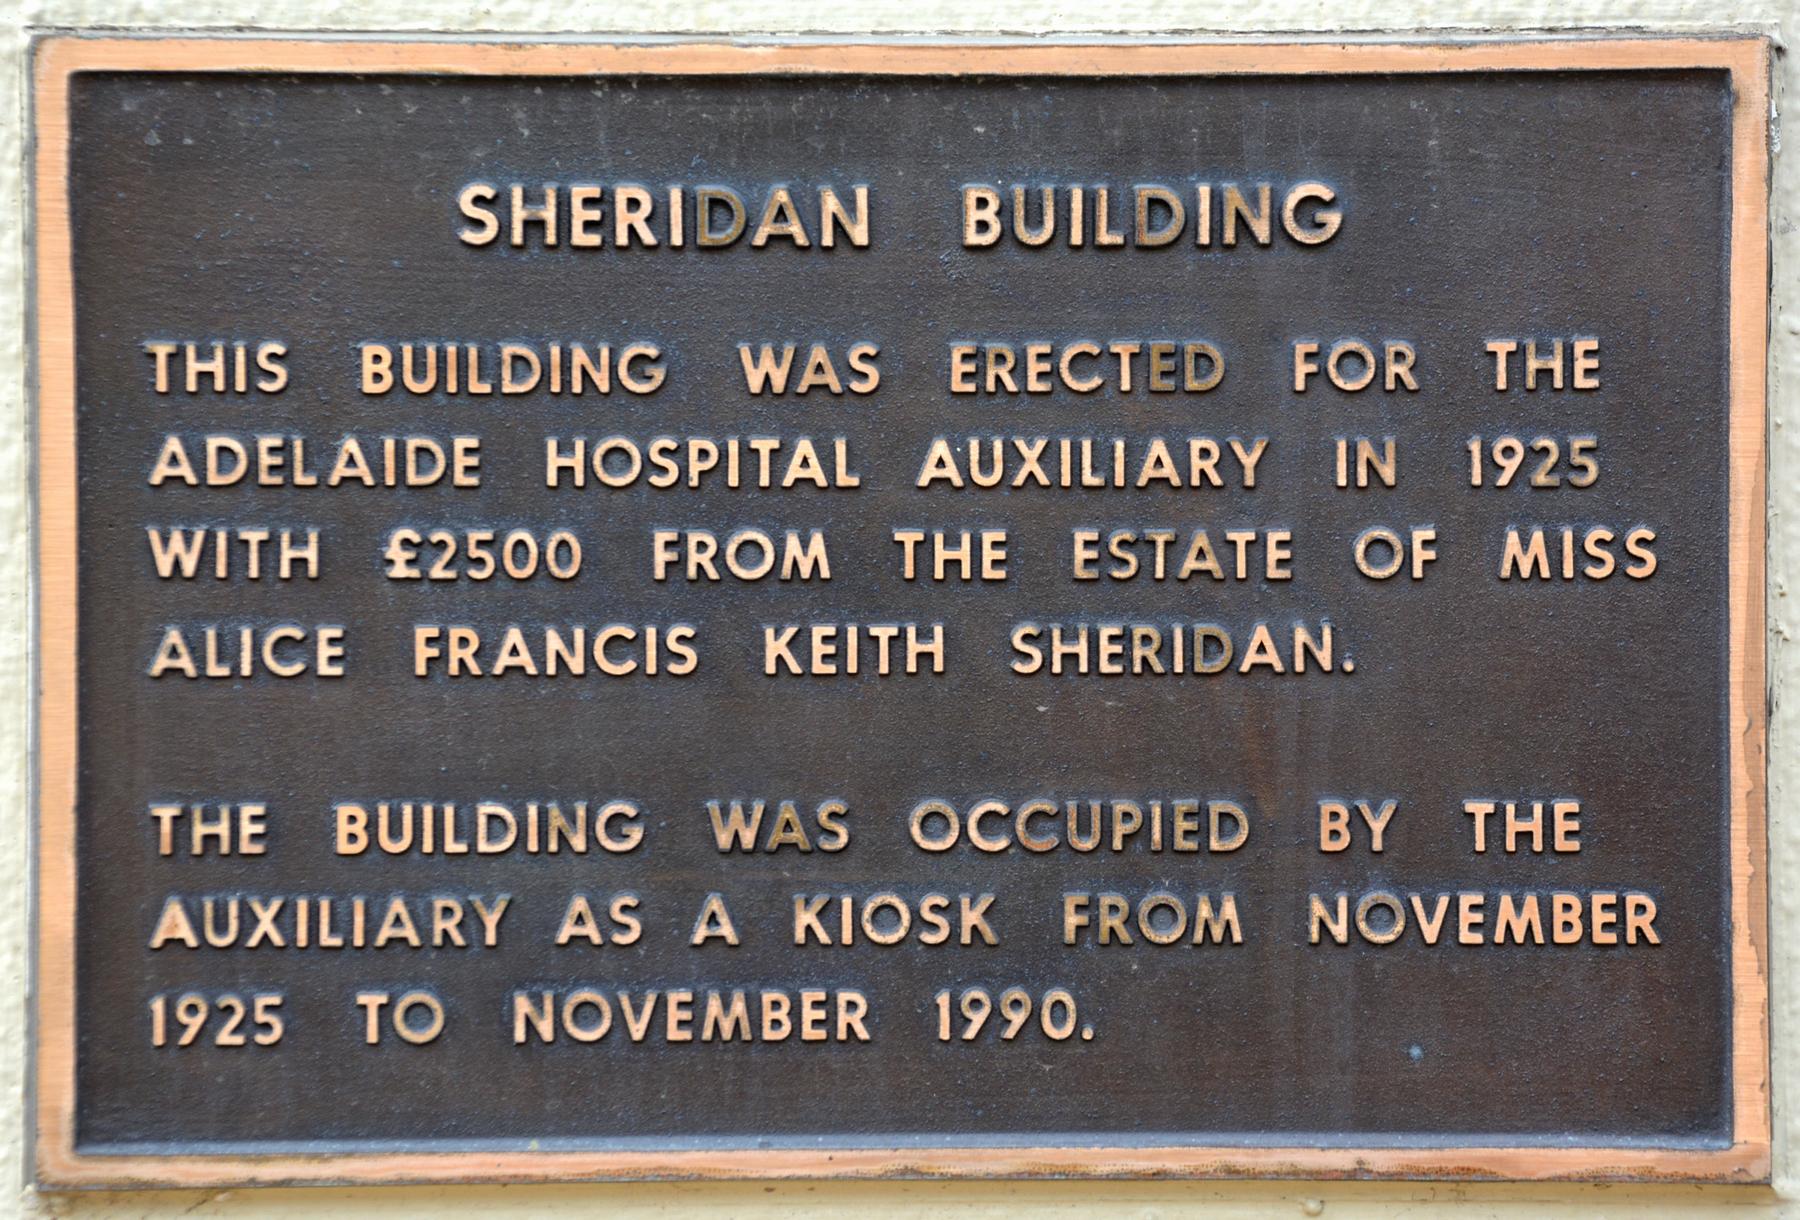 SHERIDAN BUILDING
THIS BUILDING WAS ERECTED FOR THE
ADELAIDE HOSPITAL AUXILIARY IN 1925
WITH £2500 FROM THE ESTATE OF MISS
ALICE FRANCIS KEITH SHERIDAN.
THE BUILDING WAS OCCUPIED BY THE
AUXILIARY AS A KIOSK FROM NOVEMBER
1925 TO NOVEMBER 1990.